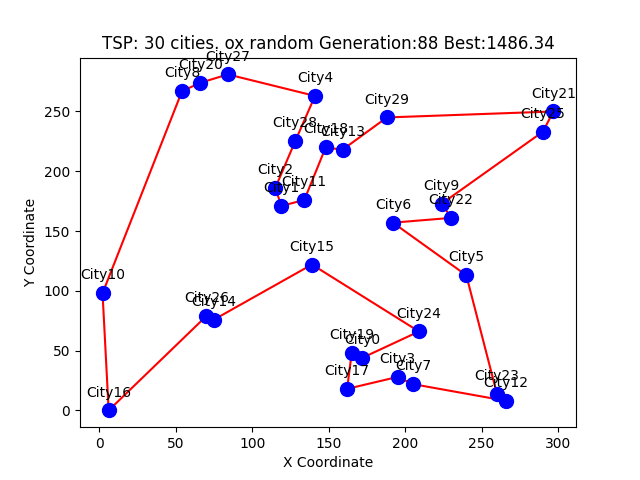 TSP: 30 cities. ox random Generation:88 Best:1486.34
City27
City20
City8
City4
City21
City29
City25
City28
City18
City13
City2
City1
City11
City9
City22
City6
City15
City5
City10
City26
City14
City24
City19
City0
City3
City7
City17
City23
City12
City16
Y Coordinate
250
200
150
100
50
0
0
50
100
150
200
250
300
X Coordinate